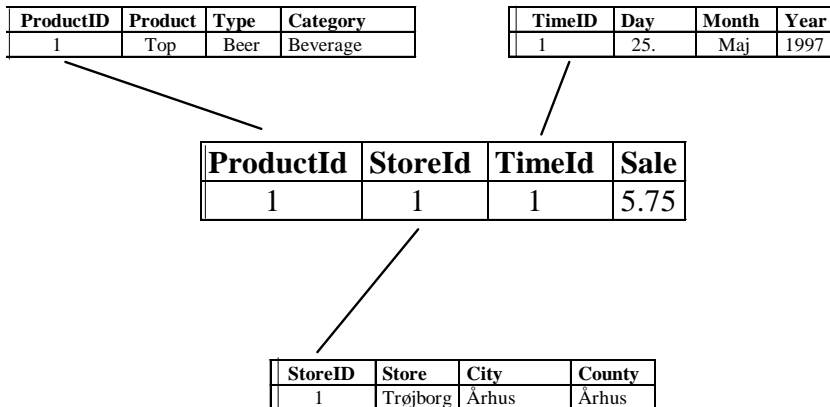 ProductID Product Type Category
1 Top Beer Beverage
TimeID Day Month Year
1 25. Maj 1997
ProductId StoreId TimeId Sale
1 1 1 5.75
StoreID Store City County
1 Trøjborg Århus Århus